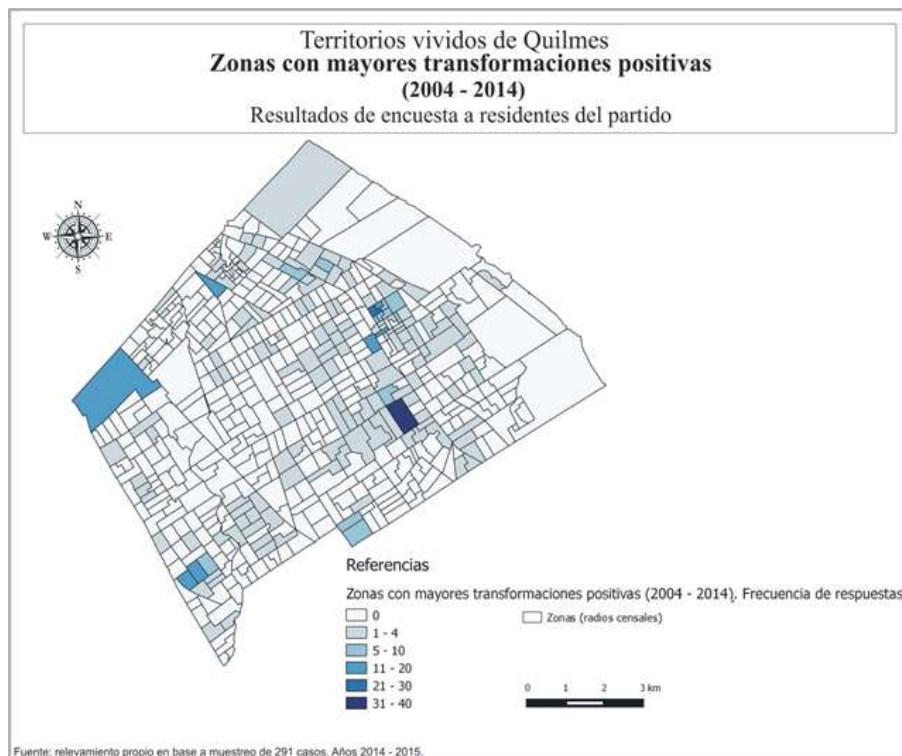 Territorios vividos de Quilmes
Zonas con mayores transformaciones positivas
(2004 - 2014)
Resultados de encuesta a residentes del partido
N
W E
S
Referencias
Zonas con mayores transformaciones positivas (2004 - 2014). Frecuencia de respuestas
0
Zonas (radios censales)
1 - 4
5 - 10
11 - 20
21 - 30
31 - 40
0 1 2 3 km
Fuente: relevamiento propio en base a muestreo de 291 casos. Años 2014 - 2015.